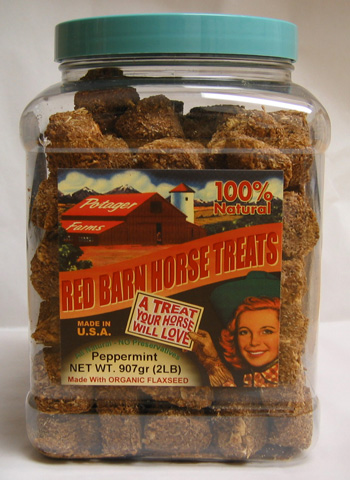 100%
Natural
Potager
Farms
RED BARN HORSE TREATS
A TREAT
YOUR HORSE
WILL LOVE
MADE IN
U.S.A.
NO Preservatives
Peppermint
NET WT. 907gr (2LB)
Made With ORGANIC FLAXSEED